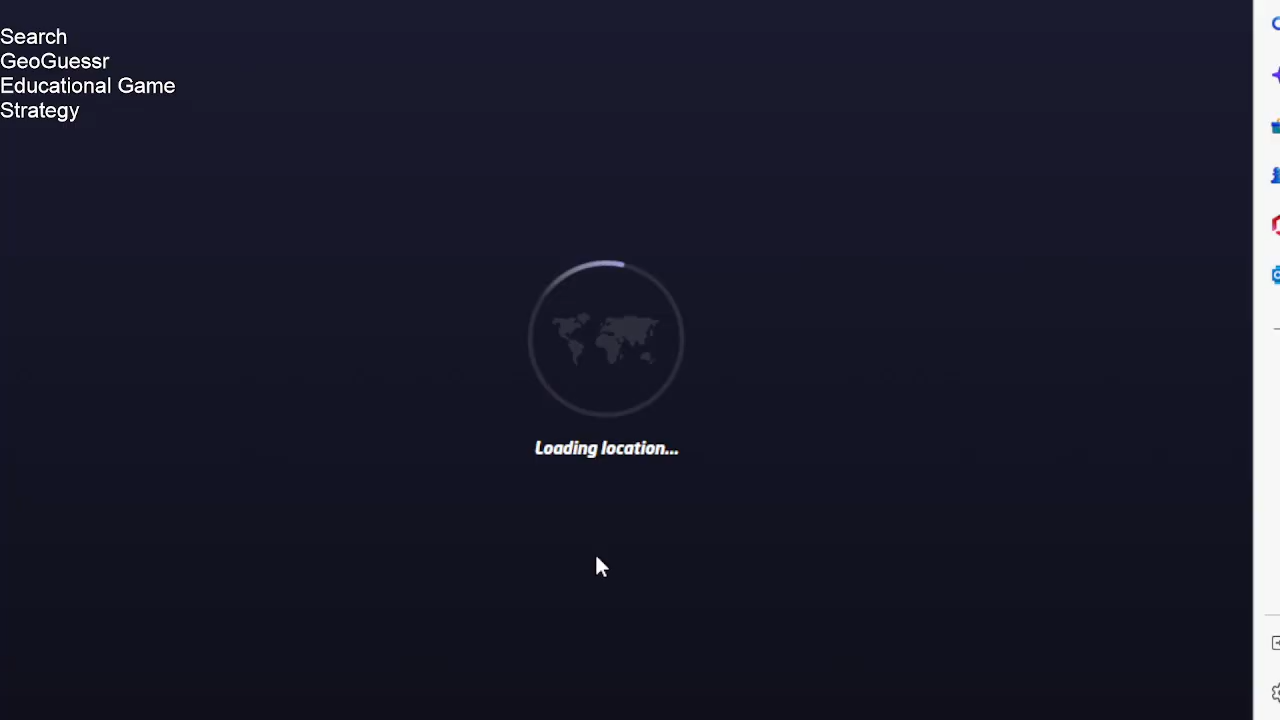 Search
GeoGuessr
Educational Game
Strategy
Loading location...